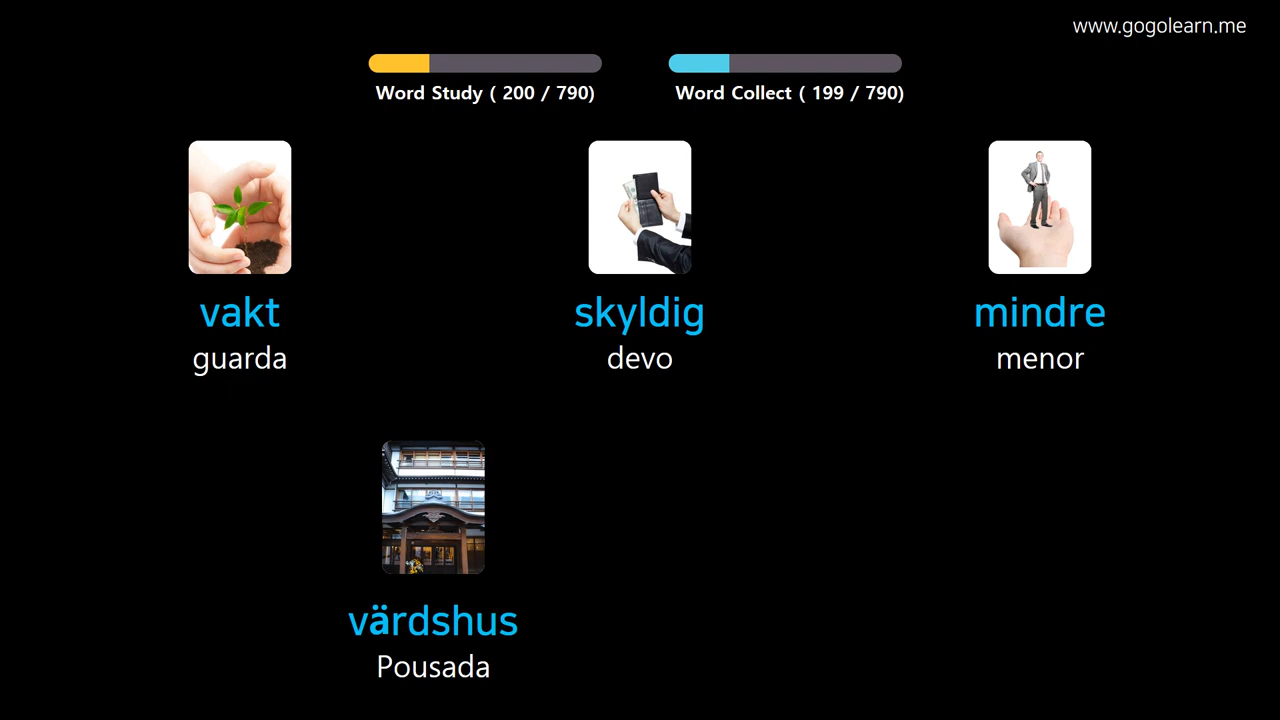 www.gogolearn.me
Word Study ( 200 / 790)
Word Collect ( 199 / 790)
vakt
guarda
skyldig
devo
mindre
menor
värdshus
Pousada